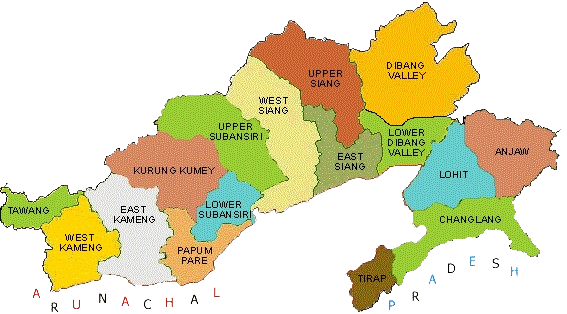 DIBANG
VALLEY
UPPER
SIANG
WEST
SIANG
UPPER
SUBANSIRI
LOWER
DIBANG
VALLEY
EAST
SIANG
ANJAW
LOHIT
KURUNG KUMEY
LOWER
SUBANSIRI
TAWANG
EAST
KAMENG
CHANGLANG
WEST
KAMENG
PAPUM
PARE
TIRAP
ARUNACHAL
PRADESH